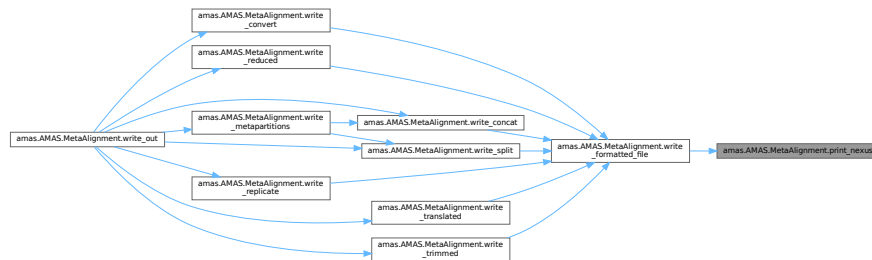 amas.AMAS.MetaAlignment.write
_convert
amas.AMAS.MetaAlignment.write
_reduced
amas.AMAS.MetaAlignment.write
_metapartitions
amas.AMAS.MetaAlignment.write_concat
amas.AMAS.MetaAlignment.write_out
amas.AMAS.MetaAlignment.write_split
amas.AMAS.MetaAlignment.write
_formatted_file
amas.AMAS.MetaAlignment.print_nexus
amas.AMAS.MetaAlignment.write
_replicate
amas.AMAS.MetaAlignment.write
_translated
amas.AMAS.MetaAlignment.write
_trimmed